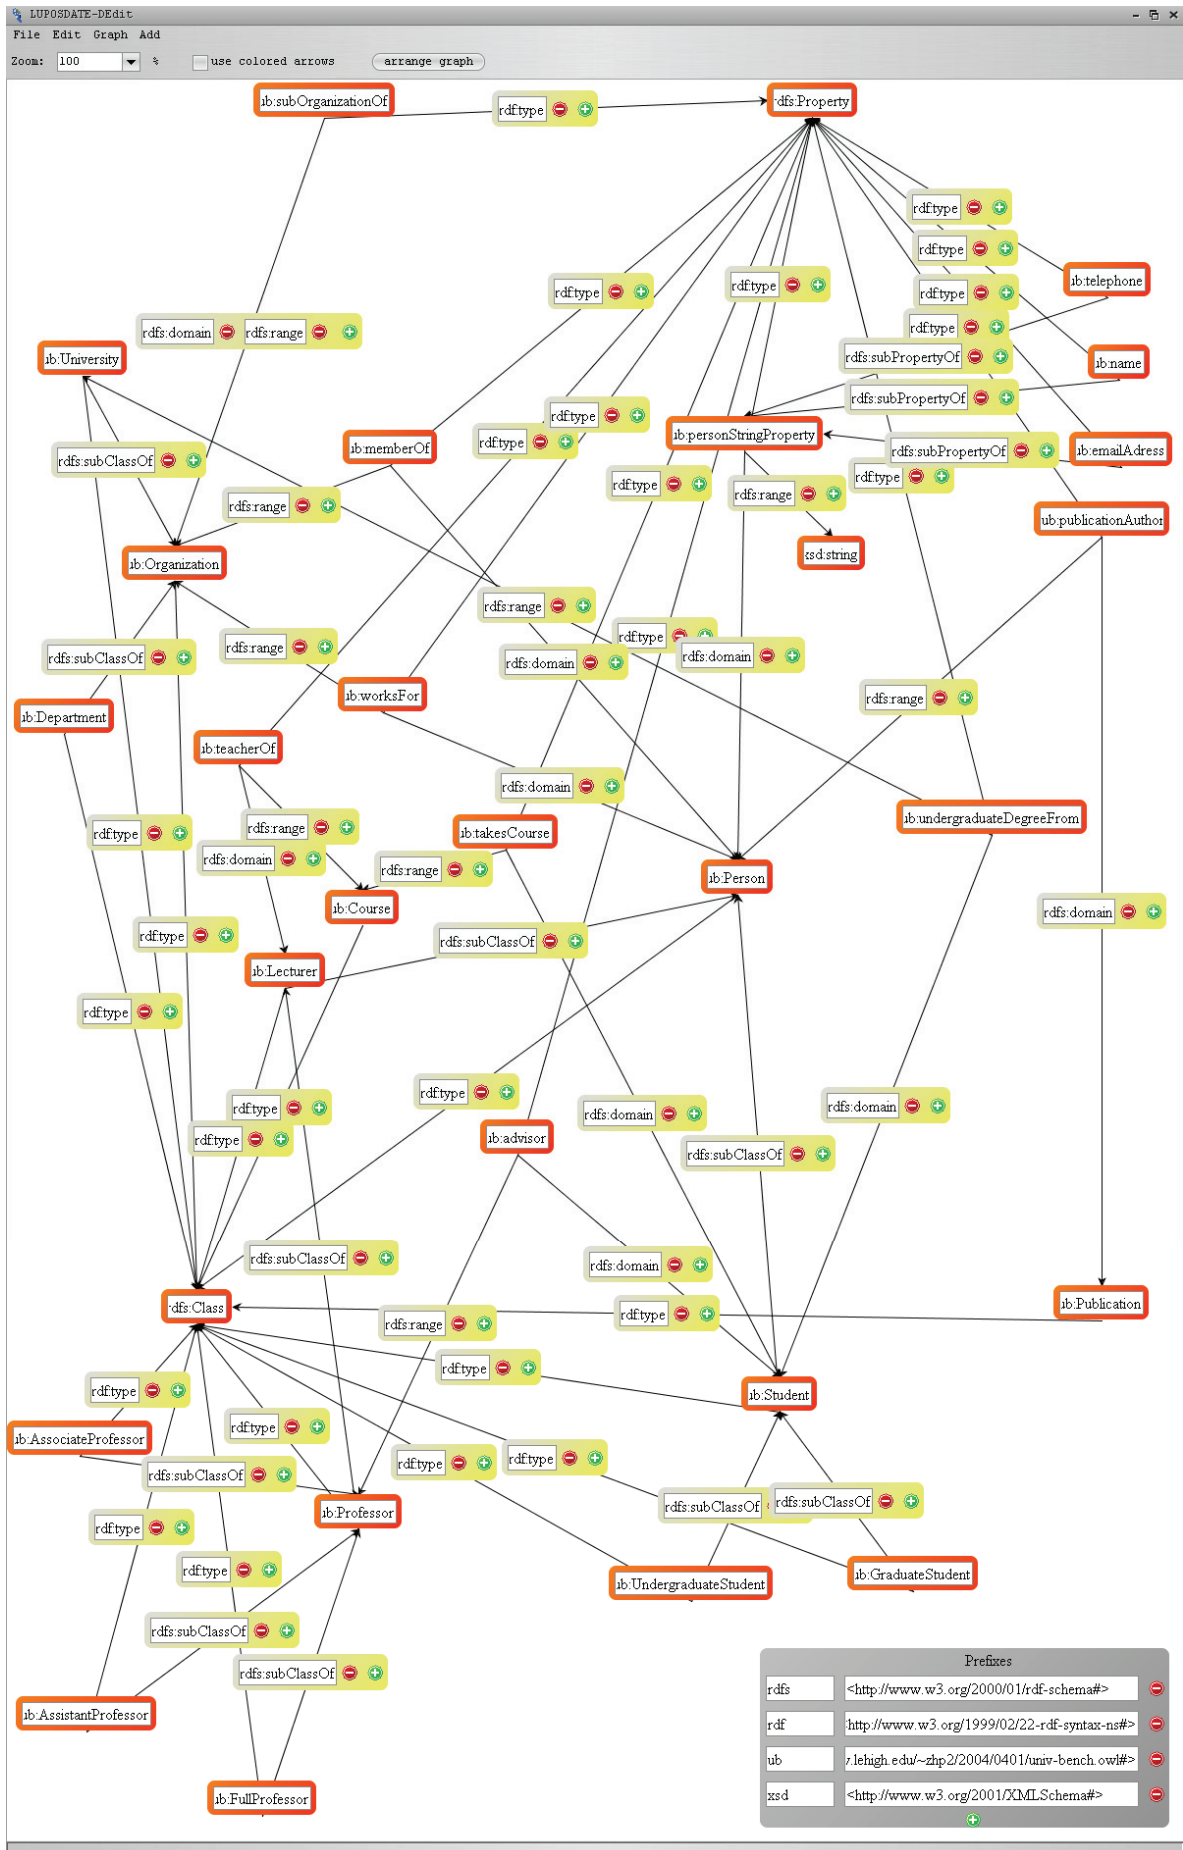 LUPOSDATE-DEdit
File Edit Graph Add
Zoom: 100 % use colored arrows arrange graph
ub:subOrganizationOf
rdf:type
rdfs:Property
rdf:type
rdf:type
ub:telephone
rdf:type
rdf:type
rdf:type
rdf:type
rdfs:domain rdfs:range
ub:University
rdfs:subPropertyOf
ub:name
rdfs:subPropertyOf
rdf:type
ub:personStringProperty
rdf:type
ub:memberOf
rdfs:subPropertyOf
ub:emailAdress
rdfs:subClassOf
rdf:type
rdf:type
rdfs:range
rdfs:range
ub:publicationAuthor
xsd:string
ub:Organization
rdfs:range
rdf:type
rdfs:range
rdfs:subClassOf
rdfs:domain
rdfs:domain
ub:worksFor
rdfs:range
ub:Department
ub:teacherOf
rdfs:domain
ub:undergraduateDegreeFrom
rdf:type
rdfs:range
ub:takesCourse
rdfs:domain
rdfs:range
ub:Person
ub:Course
rdfs:domain
rdf:type
rdfs:subClassOf
ub:Lecturer
rdf:type
rdf:type
rdf:type
rdfs:domain
rdfs:domain
rdf:type
ub:advisor
rdfs:subClassOf
rdfs:subClassOf
rdfs:domain
rdfs:Class
ub:Publication
rdf:type
rdfs:range
rdf:type
rdf:type
ub:Student
rdf:type
ub:AssociateProfessor
rdf:type
rdf:type
rdfs:subClassOf
rdfs:subClassOf
rdfs:subClassOf
ub:Professor
rdf:type
rdf:type
ub:GraduateStudent
ub:UndergraduateStudent
rdfs:subClassOf
rdfs:subClassOf
ub:AssistantProfessor
ub:FullProfessor
Prefixes
rdfs <http://www.w3.org/2000/01/rdf-schema#>
rdf http://www.w3.org/1999/02/22-rdf-syntax-ns#>
ub .lehigh.edu/~zhp2/2004/0401/univ-bench.owl#>
xsd <http://www.w3.org/2001/XMLSchema#>